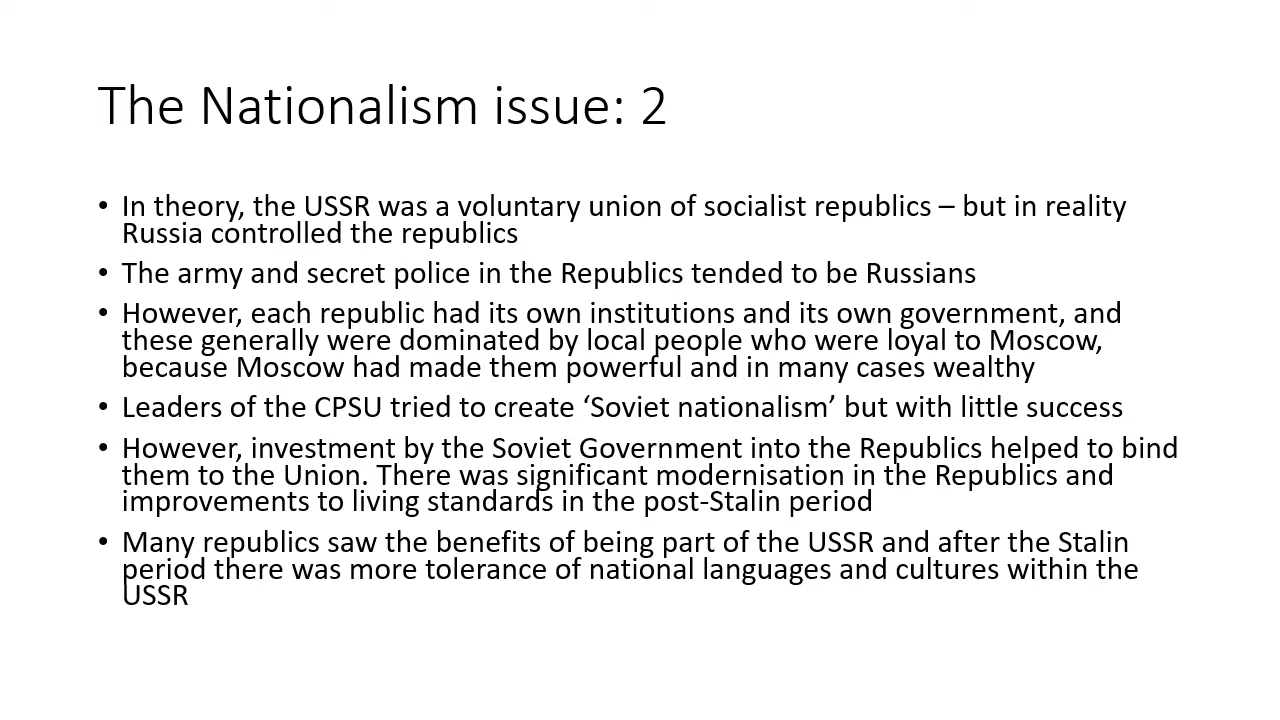 The Nationalism issue: 2
• In theory, the USSR was a voluntary union of socialist republics – but in reality
Russia controlled the republics
• The army and secret police in the Republics tended to be Russians
• However, each republic had its own institutions and its own government, and
these generally were dominated by local people who were loyal to Moscow,
because Moscow had made them powerful and in many cases wealthy
• Leaders of the CPSU tried to create ‘Soviet nationalism’ but with little success
• However, investment by the Soviet Government into the Republics helped to bind
them to the Union. There was significant modernisation in the Republics and
improvements to living standards in the post-Stalin period
• Many republics saw the benefits of being part of the USSR and after the Stalin
period there was more tolerance of national languages and cultures within the
USSR